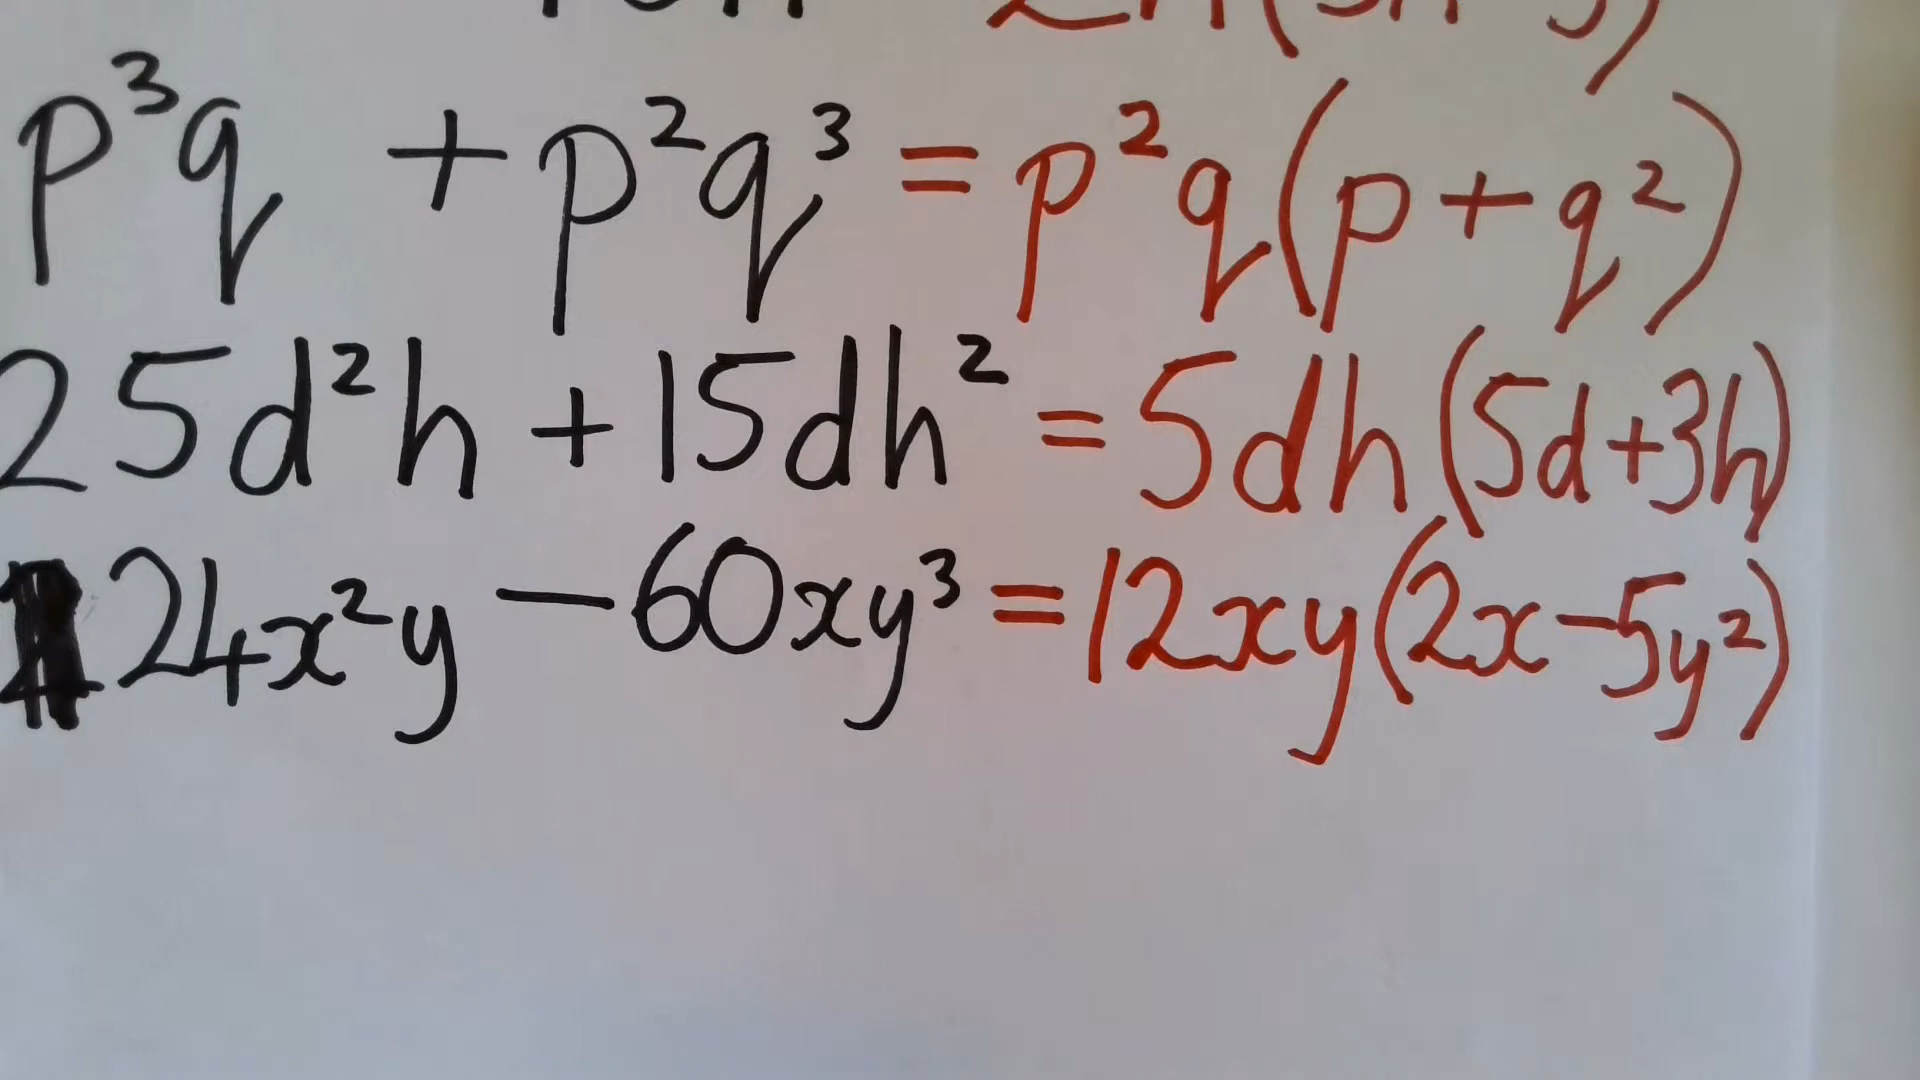 p³q + p²q³ = p²q(p + q²)
25d²h + 15dh² = 5dh(5d+3h)
24x²y − 60xy³ = 12xy(2x−5y²)